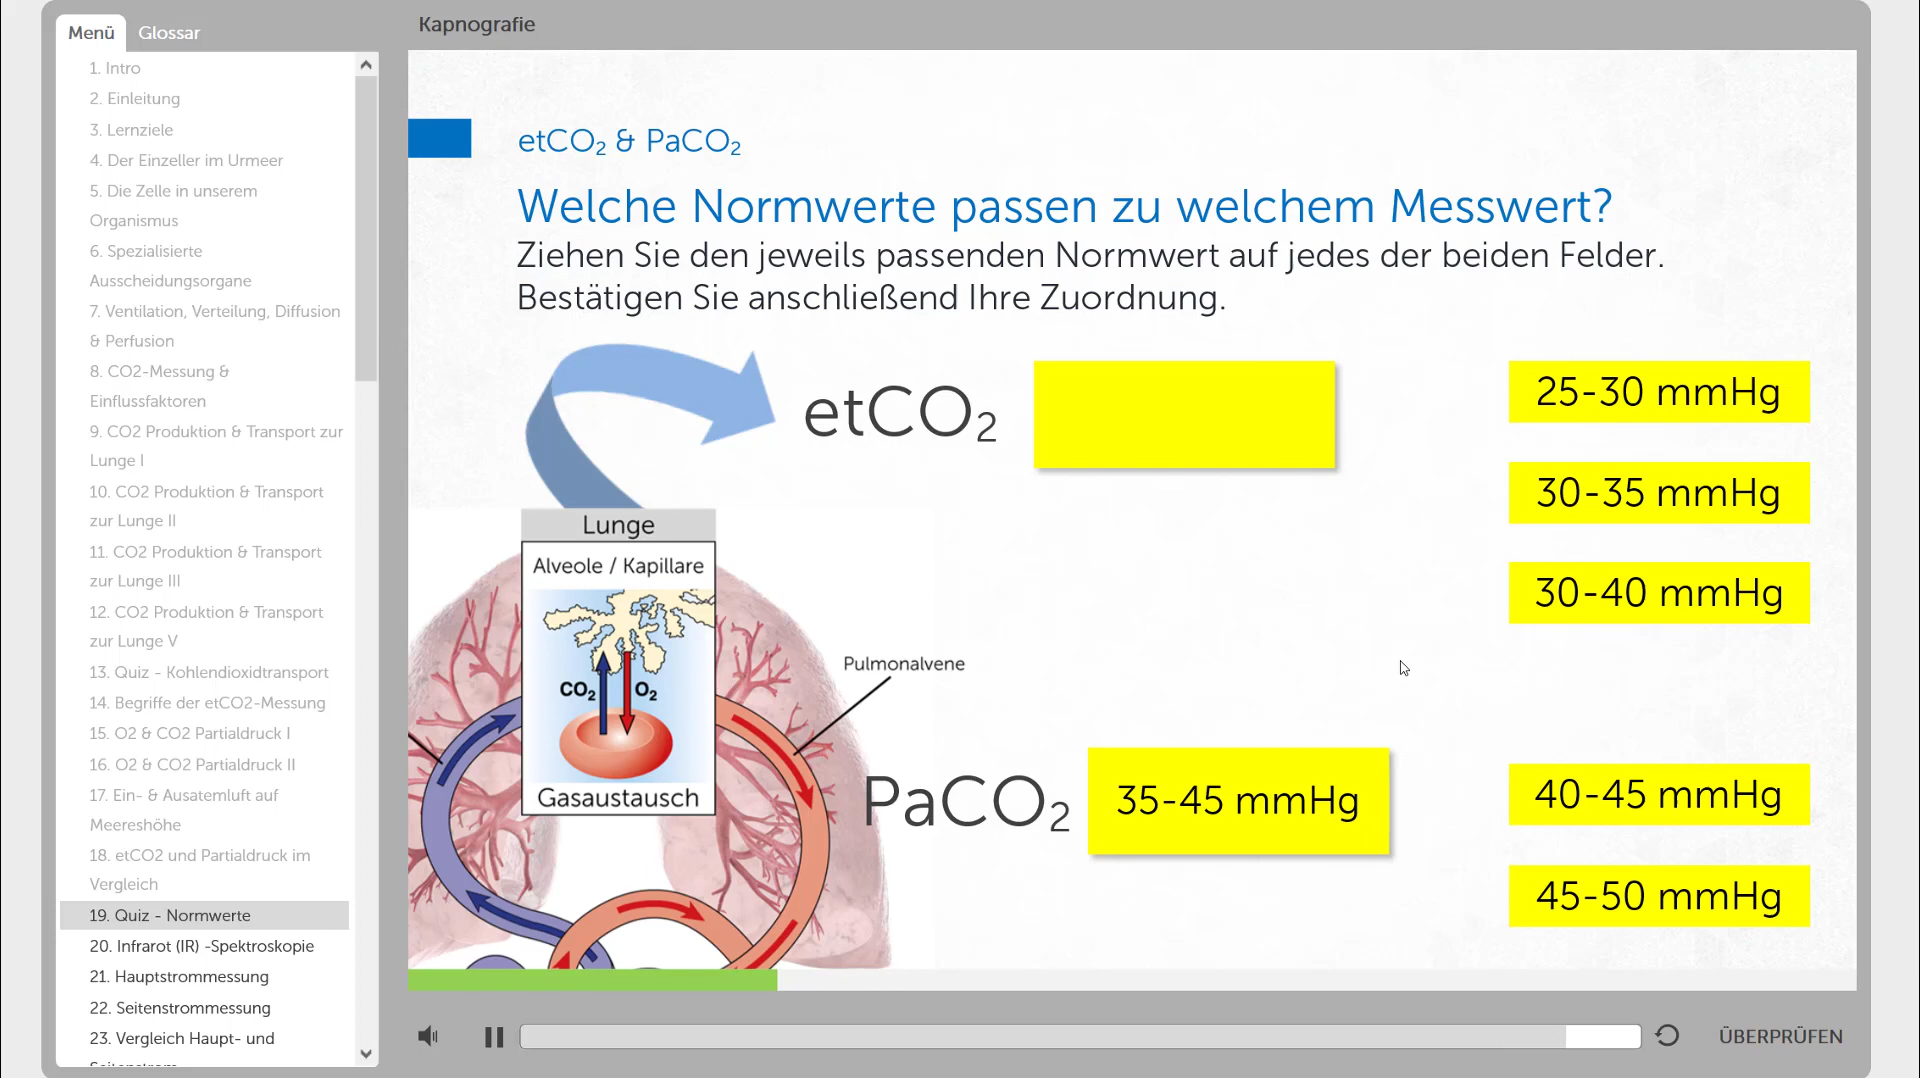 Menü
Glossar
1. Intro
2. Einleitung
3. Lernziele
4. Der Einzeller im Urmeer
5. Die Zelle in unserem
Organismus
6. Spezialisierte
Ausscheidungsorgane
7. Ventilation, Verteilung, Diffusion
& Perfusion
8. CO2-Messung &
Einflussfaktoren
9. CO2 Produktion & Transport zur
Lunge I
10. CO2 Produktion & Transport
zur Lunge II
11. CO2 Produktion & Transport
zur Lunge III
12. CO2 Produktion & Transport
zur Lunge V
13. Quiz - Kohlendioxidtransport
14. Begriffe der etCO2-Messung
15. O2 & CO2 Partialdruck I
16. O2 & CO2 Partialdruck II
17. Ein- & Ausatemluft auf
Meereshöhe
18. etCO2 und Partialdruck im
Vergleich
19. Quiz - Normwerte
20. Infrarot (IR) -Spektroskopie
21. Hauptstrommessung
22. Seitenstrommessung
23. Vergleich Haupt- und
Kapnografie
etCO₂ & PaCO₂
Welche Normwerte passen zu welchem Messwert?
Ziehen Sie den jeweils passenden Normwert auf jedes der beiden Felder.
Bestätigen Sie anschließend Ihre Zuordnung.
etCO₂
Lunge
Alveole / Kapillare
CO₂ O₂
Gasaustausch
Pulmonalvene
PaCO₂
35-45 mmHg
25-30 mmHg
30-35 mmHg
30-40 mmHg
40-45 mmHg
45-50 mmHg
ÜBERPRÜFEN